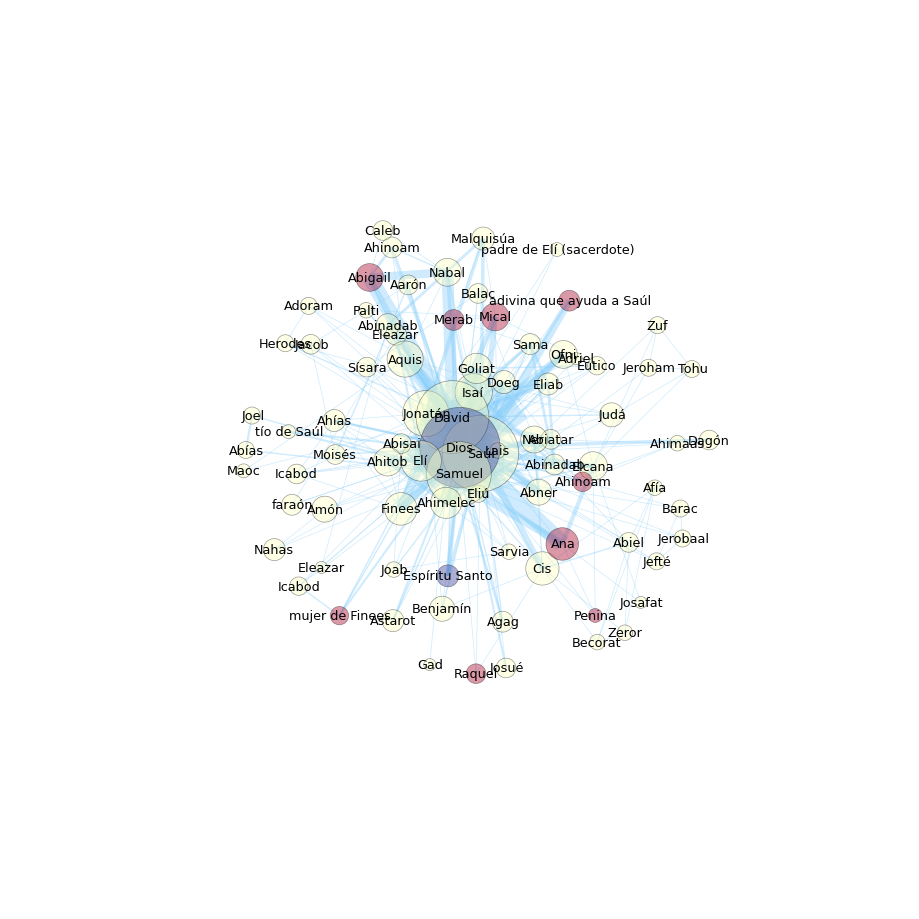 Caleb
Malquisúa
Ahinoam
padre de Elí (sacerdote)
Nabal
Abigail
Aarón
Balac
adivina que ayuda a Saúl
Adoram
Palti
Merab
Mical
Abinadab
Zuf
Eleazar
Herodes
Jacob
Sama
Ofni
Adriel
Aquis
Eutico
Sísara
Goliat
Jeroham
Tohu
Doeg
Eliab
Isaí
Jonatán
David
Judá
Joel
Ahías
tío de Saúl
Abisai
Ner
Abiatar
Ahimaas
Dagón
Abías
Moisés
Dios
Saúl
Lais
Ahitob
Elí
Abinadab
Elcana
Maoc
Icabod
Samuel
Ahinoam
Afía
Eliú
Abner
faraón
Amón
Finees
Ahimelec
Barac
Jerobaal
Nahas
Ana
Abiel
Sarvia
Jefté
Eleazar
Joab
Espíritu Santo
Cis
Icabod
Josafat
mujer de Finees
Astarot
Benjamín
Agag
Penina
Zeror
Becorat
Gad
Raquel
Josué